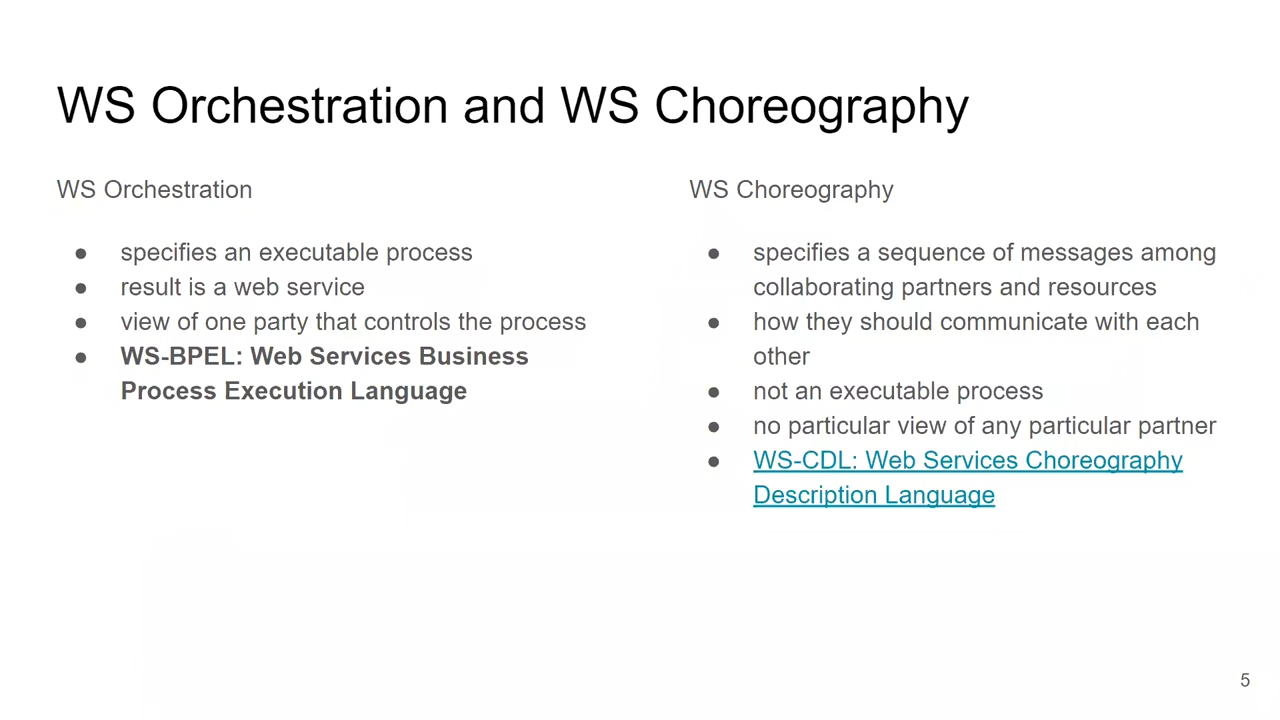 WS Orchestration and WS Choreography
WS Orchestration
● specifies an executable process
● result is a web service
● view of one party that controls the process
● WS-BPEL: Web Services Business
Process Execution Language
WS Choreography
● specifies a sequence of messages among
collaborating partners and resources
● how they should communicate with each
other
● not an executable process
● no particular view of any particular partner
● WS-CDL: Web Services Choreography
Description Language
5